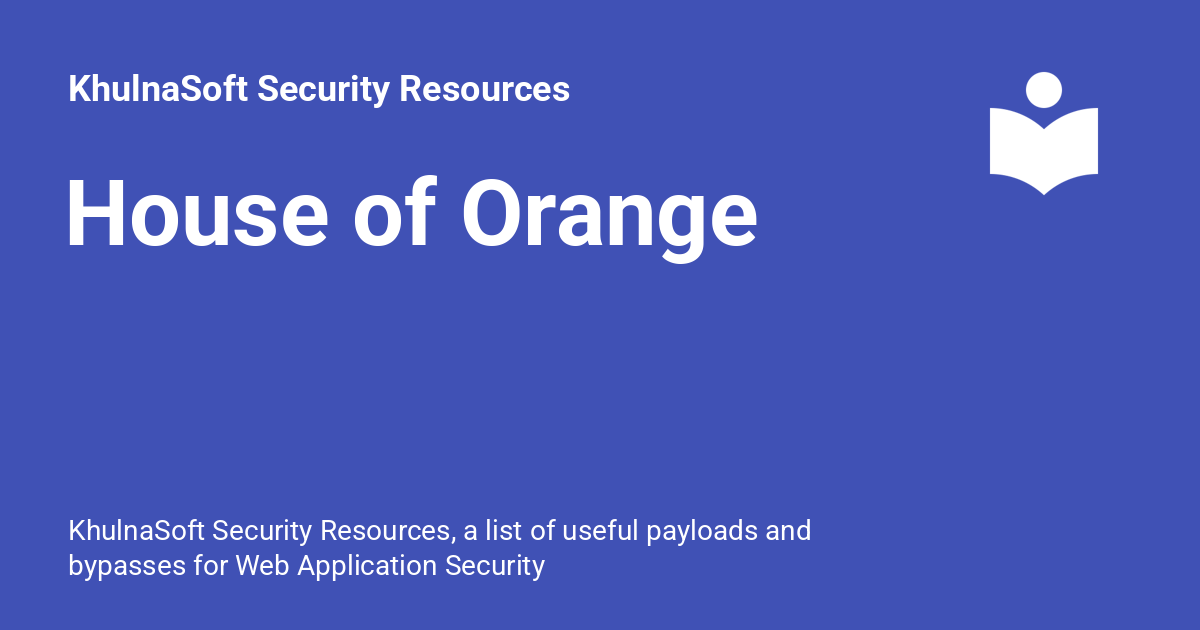 KhulnaSoft Security Resources
House of Orange
KhulnaSoft Security Resources, a list of useful payloads and
bypasses for Web Application Security